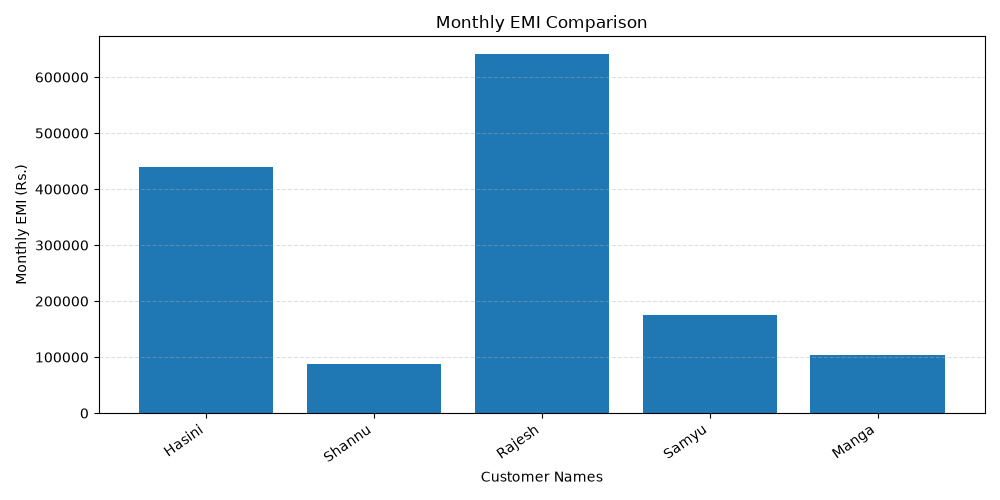 Monthly EMI Comparison
Monthly EMI (Rs.)
600000
500000
400000
300000
200000
100000
0
Hasini
Shannu
Rajesh
Samyu
Manga
Customer Names